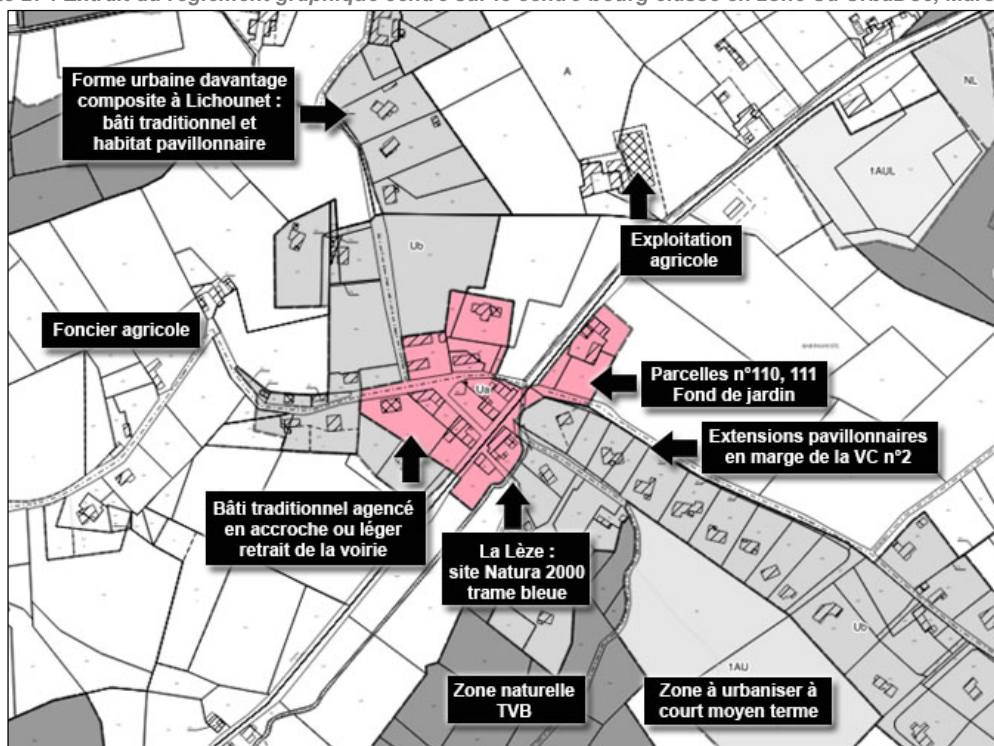 Forme urbaine davantage
composite à Lichounet :
bâti traditionnel et
habitat pavillonnaire
A
NL
1AUL
Ub
Exploitation
agricole
Foncier agricole
Ua
Parcelles n°110, 111
Fond de jardin
Extensions pavillonnaires
en marge de la VC n°2
Bâti traditionnel agencé
en accroche ou léger
retrait de la voirie
La Lèze :
site Natura 2000
trame bleue
Ub
1AU
Zone naturelle
TVB
Zone à urbaniser à
court moyen terme